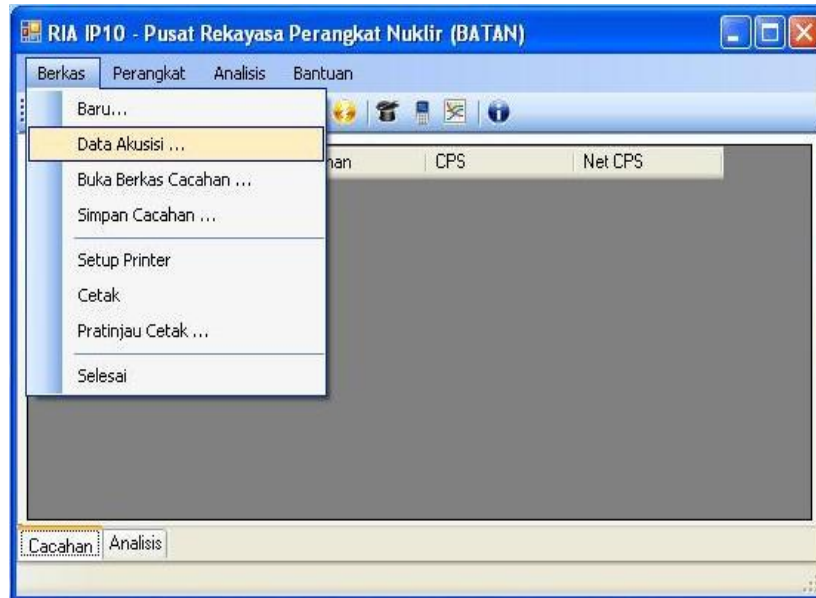 RIA IP10 - Pusat Rekayasa Perangkat Nuklir (BATAN)
Berkas Perangkat Analisis Bantuan
Baru...
Data Akusisi ...
CPS Net CPS
Buka Berkas Cacahan ...
Simpan Cacahan ...
Setup Printer
Cetak
Pratinjau Cetak ...
Selesai
Cacahan Analisis